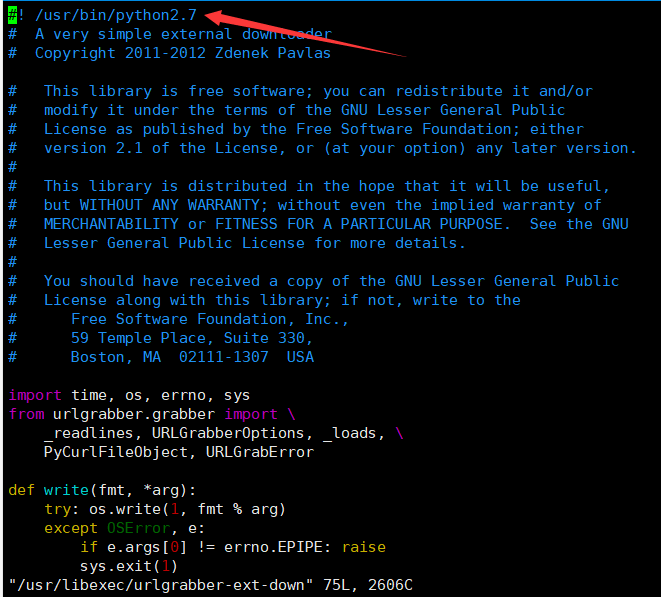 #! /usr/bin/python2.7
#  A very simple external downloader
#  Copyright 2011-2012 Zdenek Pavlas
#   This library is free software; you can redistribute it and/or
#   modify it under the terms of the GNU Lesser General Public
#   License as published by the Free Software Foundation; either
#   version 2.1 of the License, or (at your option) any later version.
#
#   This library is distributed in the hope that it will be useful,
#   but WITHOUT ANY WARRANTY; without even the implied warranty of
#   MERCHANTABILITY or FITNESS FOR A PARTICULAR PURPOSE.  See the GNU
#   Lesser General Public License for more details.
#
#   You should have received a copy of the GNU Lesser General Public
#   License along with this library; if not, write to the
#      Free Software Foundation, Inc.,
#      59 Temple Place, Suite 330,
#      Boston, MA  02111-1307  USA
import time, os, errno, sys
from urlgrabber.grabber import \
    _readlines, URLGrabberOptions, _loads, \
    PyCurlFileObject, URLGrabError
def write(fmt, *arg):
    try: os.write(1, fmt % arg)
    except OSError, e:
        if e.args[0] != errno.EPIPE: raise
        sys.exit(1)
"/usr/libexec/urlgrabber-ext-down" 75L, 2606C